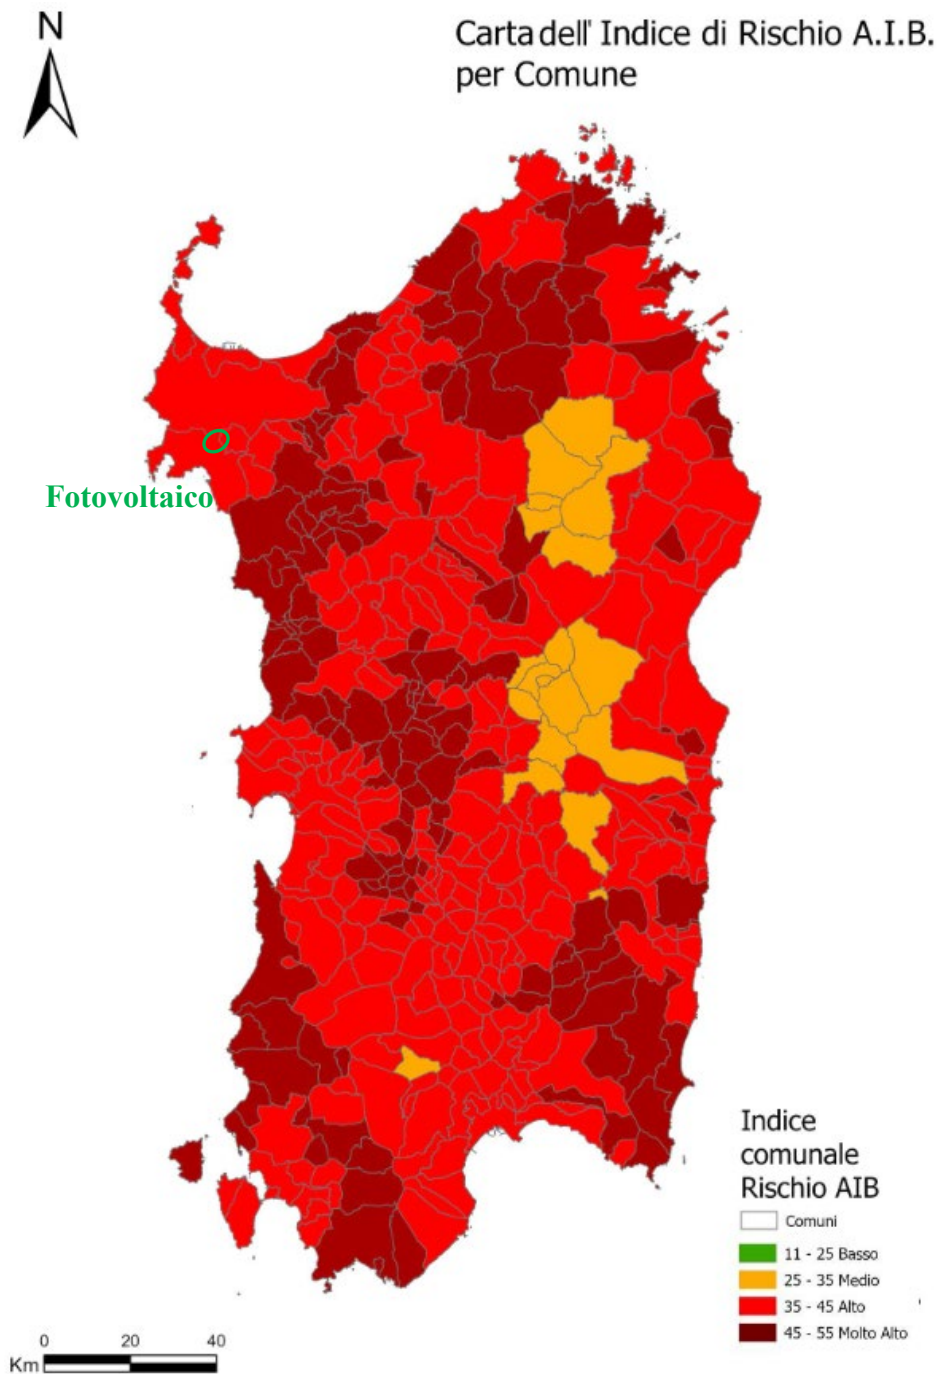 N
Carta dell' Indice di Rischio A.I.B.
per Comune
Fotovoltaico
Indice
comunale
Rischio AIB
Comuni
11 - 25 Basso
25 - 35 Medio
35 - 45 Alto
45 - 55 Molto Alto
0 20 40
Km